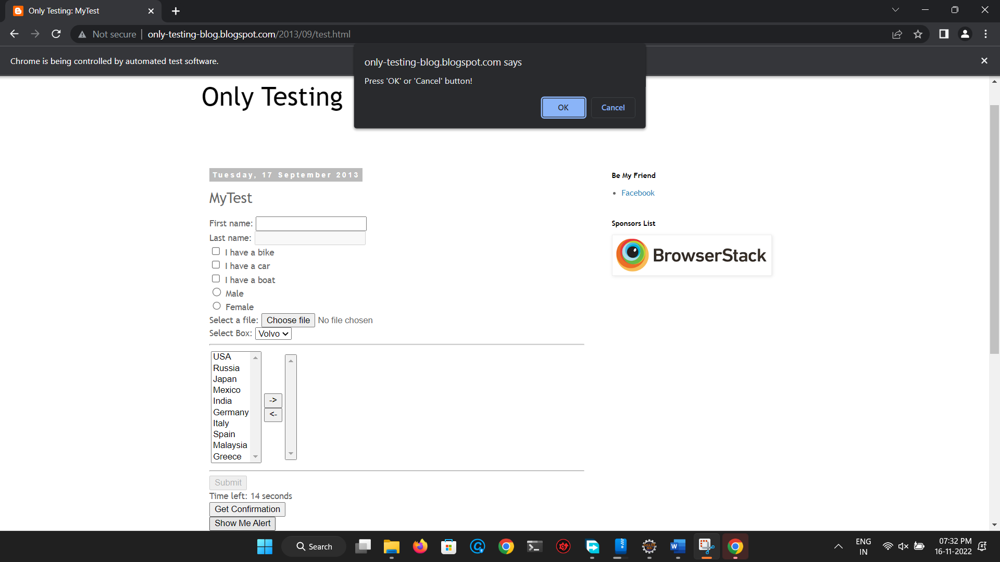 Only Testing: MyTest
Not secure | only-testing-blog.blogspot.com/2013/09/test.html
Chrome is being controlled by automated test software.
only-testing-blog.blogspot.com says
Press 'OK' or 'Cancel' button!
OK Cancel
Only Testing
Tuesday, 17 September 2013
MyTest
First name:
Last name:
I have a bike
I have a car
I have a boat
Male
Female
Select a file: Choose file No file chosen
Select Box: Volvo
USA
Russia
Japan
Mexico
India
Germany
Italy
Spain
Malaysia
Greece
->
<-
Submit
Time left: 14 seconds
Get Confirmation
Show Me Alert
Be My Friend
Facebook
Sponsors List
BrowserStack
Search
ENG
IN
07:32 PM
16-11-2022